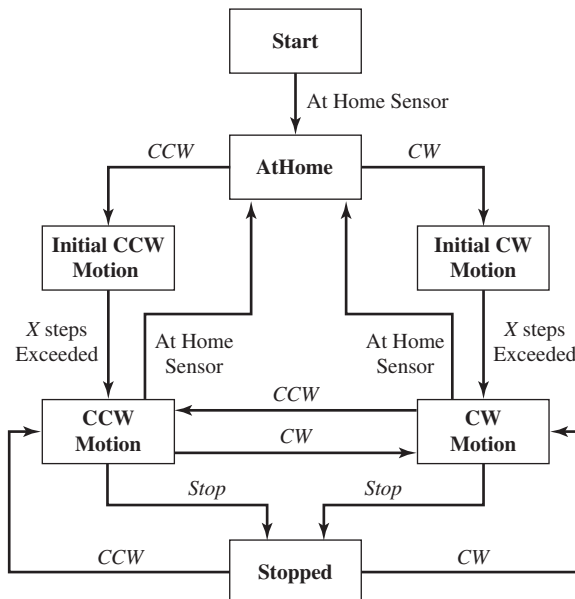 Start
At Home Sensor
CCW
CW
AtHome
Initial CCW
Motion
Initial CW
Motion
X steps
Exceeded
At Home
Sensor
At Home
Sensor
X steps
Exceeded
CCW
Motion
CCW
CW
CW
Motion
Stop
Stop
CCW
Stopped
CW